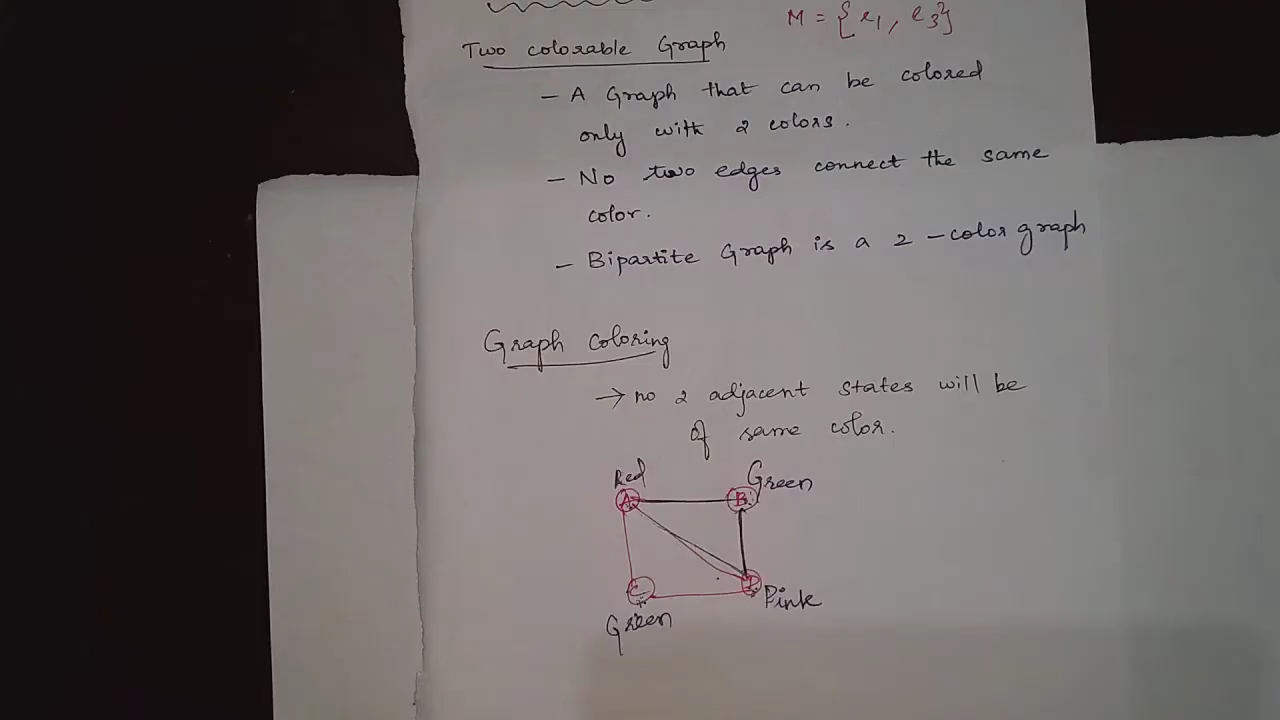 M = {e1, e3}
Two colorable Graph
- A Graph that can be colored
only with 2 colors.
- No two edges connect the same
color.
- Bipartite Graph is a 2-color graph
Graph coloring
→ no 2 adjacent states will be
of same color.
Red
Green
A
B
C
D
Pink
Green